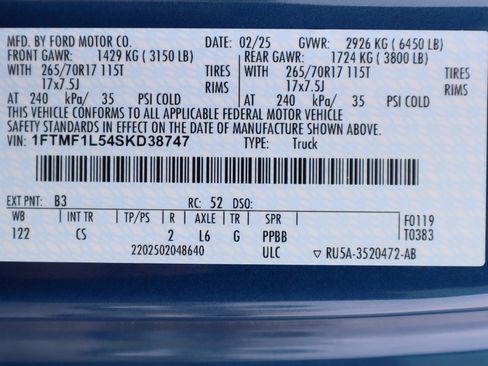 MFD. BY FORD MOTOR CO. DATE: 02/25 GVWR: 2926 KG ( 6450 LB)
FRONT GAWR: 1429 KG ( 3150 LB) REAR GAWR: 1724 KG ( 3800 LB)
WITH 265/70R17 115T TIRES WITH 265/70R17 115T TIRES
17x7.5J RIMS 17x7.5J RIMS
AT 240 kPa/ 35 PSI COLD AT 240 kPa/ 35 PSI COLD
THIS VEHICLE CONFORMS TO ALL APPLICABLE FEDERAL MOTOR VEHICLE
SAFETY STANDARDS IN EFFECT ON THE DATE OF MANUFACTURE SHOWN ABOVE.
VIN: 1FTMF1L54SKD38747 TYPE: Truck
EXT PNT: B3 RC: 52 DSO:
WB INT TR TP/PS R AXLE TR SPR F0119
122 CS 2 L6 G PPBB T0383
2202502048640 ULC ▽ RU5A-3520472-AB